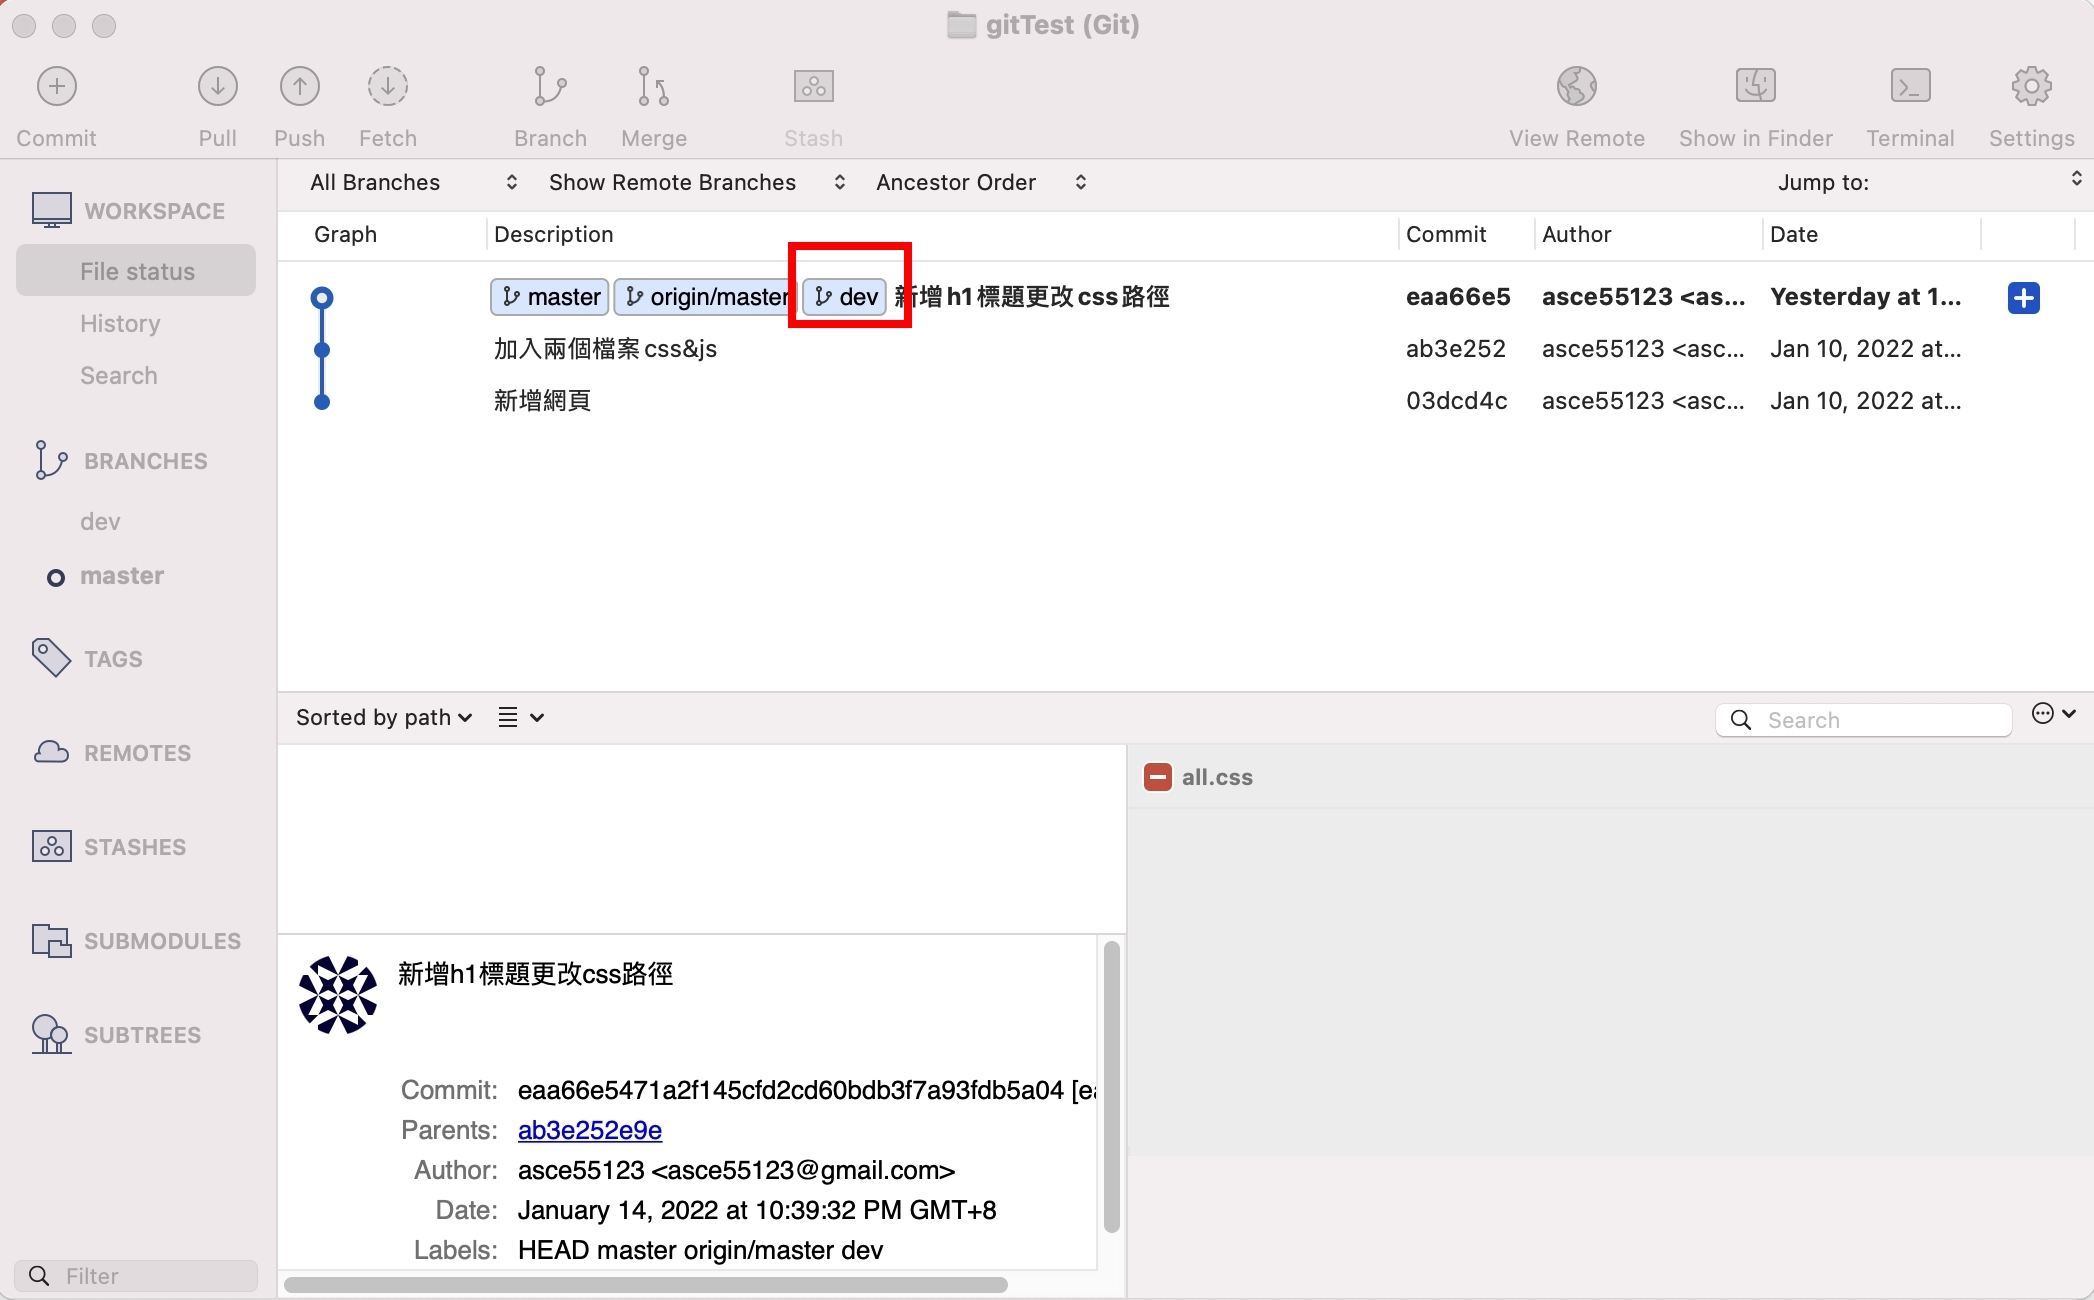 gitTest (Git)
Commit Pull Push Fetch Branch Merge Stash View Remote Show in Finder Terminal Settings
WORKSPACE
File status
History
Search
BRANCHES
dev
master
TAGS
REMOTES
STASHES
SUBMODULES
SUBTREES
Filter
All Branches Show Remote Branches Ancestor Order Jump to:
Graph Description Commit Author Date
master origin/master dev 新增h1標題更改css路徑 eaa66e5 asce55123 <as... Yesterday at 1...
加入兩個檔案css&js ab3e252 asce55123 <asc... Jan 10, 2022 at...
新增網頁 03dcd4c asce55123 <asc... Jan 10, 2022 at...
Sorted by path Search
all.css
新增h1標題更改css路徑
Commit: eaa66e5471a2f145cfd2cd60bdb3f7a93fdb5a04 [ea
Parents: ab3e252e9e
Author: asce55123 <asce55123@gmail.com>
Date: January 14, 2022 at 10:39:32 PM GMT+8
Labels: HEAD master origin/master dev